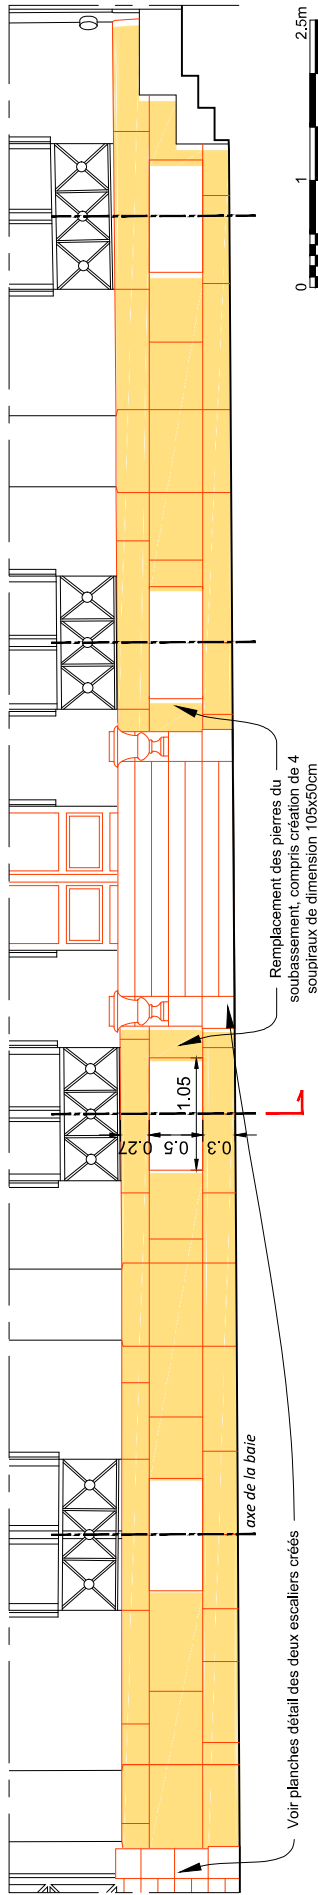 0
1
2.5m
Remplacement des pierres du
soubassement, compris création de 4
soupiraux de dimension 105x50cm
0.27
0.5
0.3
1.05
1
axe de la baie
Voir planches détail des deux escaliers créés